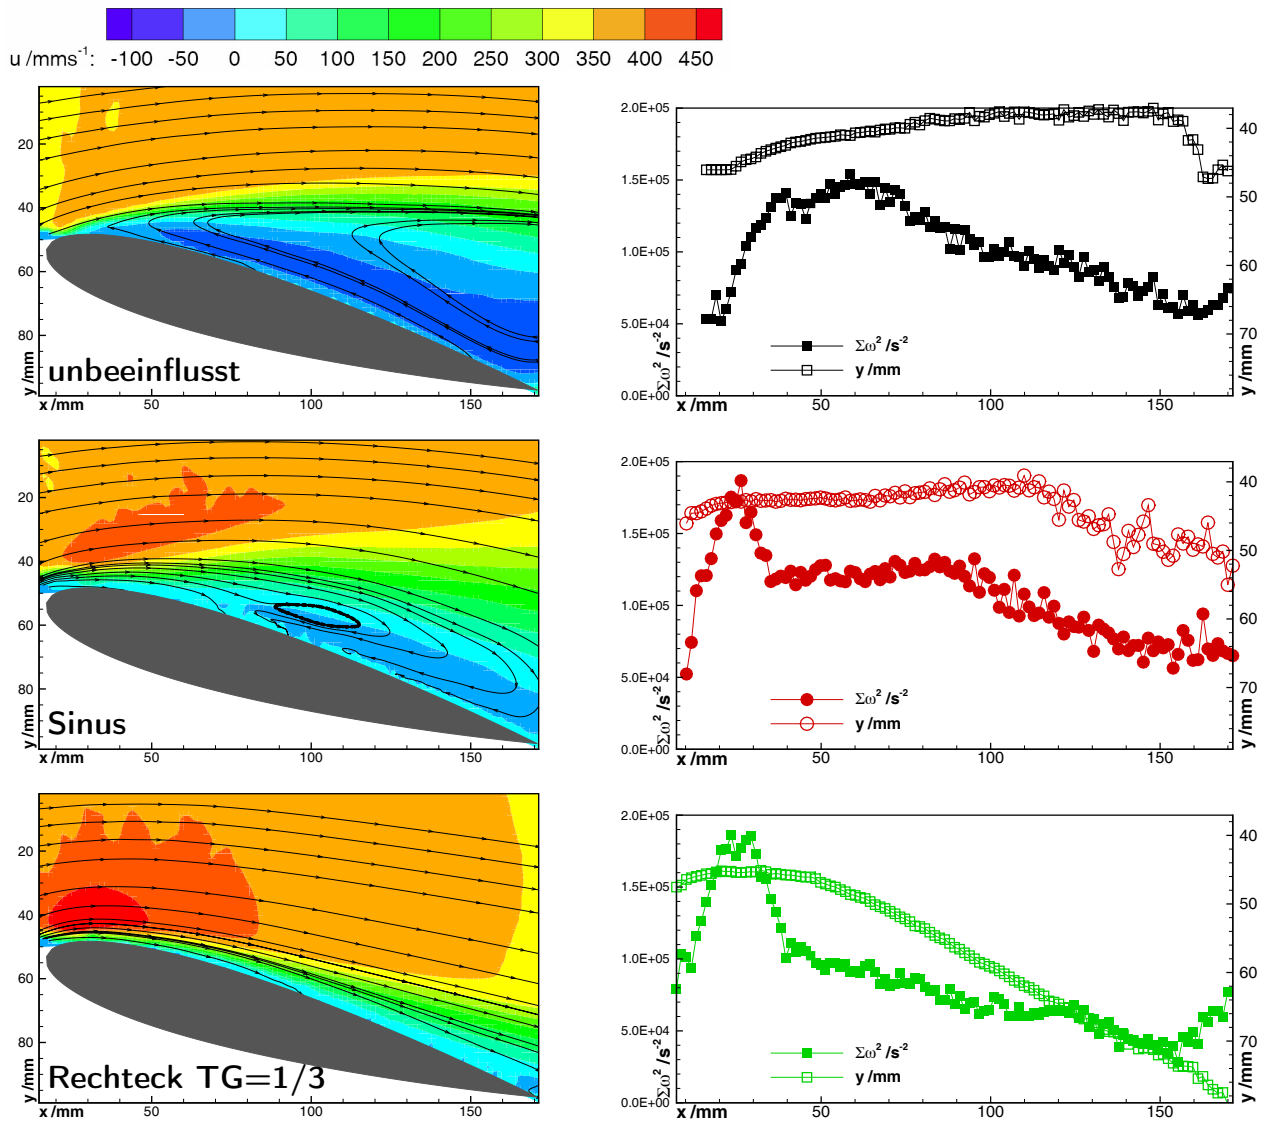 u /mms-1: -100 -50 0 50 100 150 200 250 300 350 400 450
20
40
60
80
y /mm
unbeeinflusst
x /mm 50 100 150
2.0E+05
1.5E+05
1.0E+05
5.0E+04
0.0E+00
Σω2 /s-2
Σω2 /s-2
y /mm
40
50
60
70
y /mm
x /mm 50 100 150
20
40
60
80
y /mm
Sinus
x /mm 50 100 150
2.0E+05
1.5E+05
1.0E+05
5.0E+04
0.0E+00
Σω2 /s-2
Σω2 /s-2
y /mm
40
50
60
70
y /mm
x /mm 50 100 150
20
40
60
80
y /mm
Rechteck TG=1/3
x /mm 50 100 150
2.0E+05
1.5E+05
1.0E+05
5.0E+04
0.0E+00
Σω2 /s-2
Σω2 /s-2
y /mm
40
50
60
70
y /mm
x /mm 50 100 150